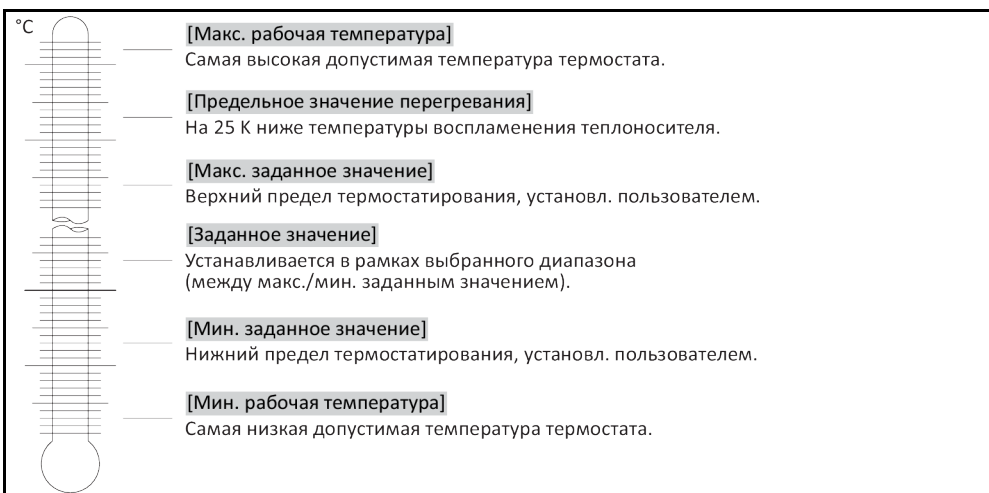 °C
[Макс. рабочая температура]
Самая высокая допустимая температура термостата.
[Предельное значение перегревания]
На 25 K ниже температуры воспламенения теплоносителя.
[Макс. заданное значение]
Верхний предел термостатирования, установл. пользователем.
[Заданное значение]
Устанавливается в рамках выбранного диапазона
(между макс./мин. заданным значением).
[Мин. заданное значение]
Нижний предел термостатирования, установл. пользователем.
[Мин. рабочая температура]
Самая низкая допустимая температура термостата.